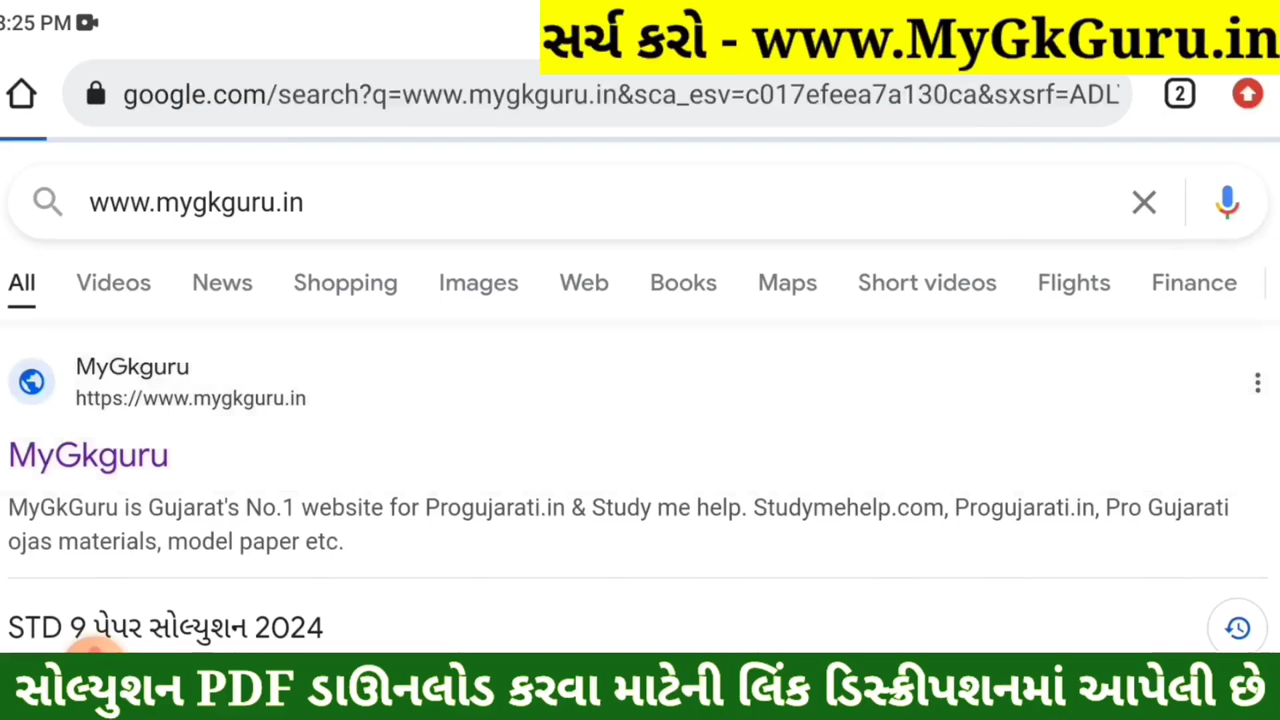 3:25 PM
સર્ચ કરો - www.MyGkGuru.in
google.com/search?q=www.mygkguru.in&sca_esv=c017efeea7a130ca&sxsrf=ADL
2
www.mygkguru.in
All Videos News Shopping Images Web Books Maps Short videos Flights Finance
MyGkguru
https://www.mygkguru.in
MyGkguru
MyGkGuru is Gujarat's No.1 website for Progujarati.in & Study me help. Studymehelp.com, Progujarati.in, Pro Gujarati
ojas materials, model paper etc.
STD 9 પેપર સોલ્યુશન 2024
સોલ્યુશન PDF ડાઊનલોડ કરવા માટેની લિંક ડિસ્ક્રીપશનમાં આપેલી છે